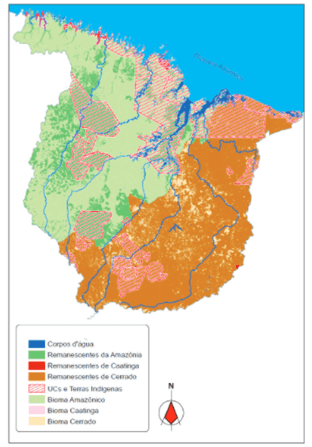 Corpos d'água
Remanescentes da Amazônia
Remanescentes de Caatinga
Remanescentes de Cerrado
UCs e Terras Indígenas
Bioma Amazônico
Bioma Caatinga
Bioma Cerrado
N